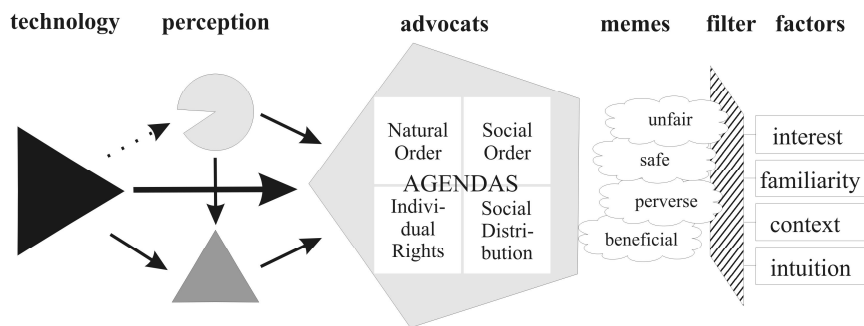 technology perception advocats memes filter factors
Natural
Order
Social
Order
AGENDAS
Indivi-
dual
Rights
Social
Distri-
bution
unfair
safe
perverse
beneficial
interest
familiarity
context
intuition